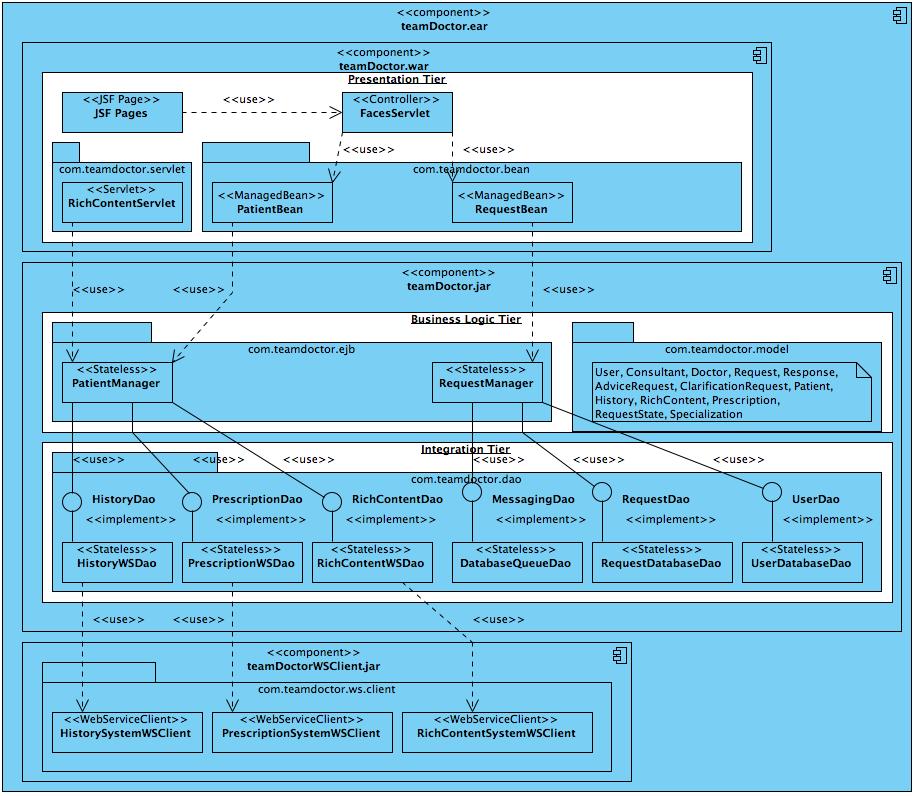 <<component>>
teamDoctor.ear
<<component>>
teamDoctor.war
Presentation Tier
<<JSF Page>>
JSF Pages
<<use>>
<<Controller>>
FacesServlet
<<use>>
<<use>>
com.teamdoctor.servlet
com.teamdoctor.bean
<<Servlet>>
RichContentServlet
<<ManagedBean>>
PatientBean
<<ManagedBean>>
RequestBean
<<component>>
teamDoctor.jar
<<use>>
<<use>>
<<use>>
Business Logic Tier
com.teamdoctor.ejb
com.teamdoctor.model
<<Stateless>>
PatientManager
<<Stateless>>
RequestManager
User, Consultant, Doctor, Request, Response,
AdviceRequest, ClarificationRequest, Patient,
History, RichContent, Prescription,
RequestState, Specialization
Integration Tier
<<use>>
<<use>>
<<use>>
<<use>>
<<use>>
<<use>>
com.teamdoctor.dao
HistoryDao
PrescriptionDao
RichContentDao
MessagingDao
RequestDao
UserDao
<<implement>>
<<implement>>
<<implement>>
<<implement>>
<<implement>>
<<implement>>
<<Stateless>>
HistoryWSDao
<<Stateless>>
PrescriptionWSDao
<<Stateless>>
RichContentWSDao
<<Stateless>>
DatabaseQueueDao
<<Stateless>>
RequestDatabaseDao
<<Stateless>>
UserDatabaseDao
<<use>>
<<use>>
<<use>>
<<component>>
teamDoctorWSClient.jar
com.teamdoctor.ws.client
<<WebServiceClient>>
HistorySystemWSClient
<<WebServiceClient>>
PrescriptionSystemWSClient
<<WebServiceClient>>
RichContentSystemWSClient